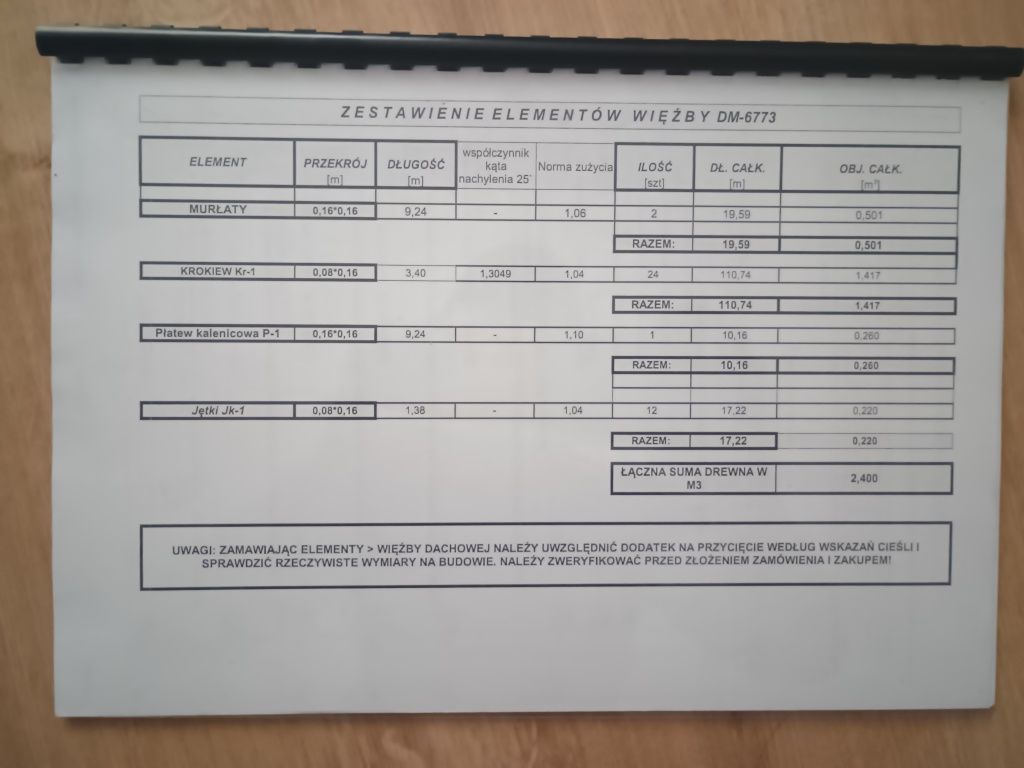 ZESTAWIENIE ELEMENTÓW WIĘŹBY DM-6773
ELEMENT PRZEKRÓJ [m] DŁUGOŚĆ [m] współczynnik kąta nachylenia 25° Norma zużycia ILOŚĆ [szt] DŁ. CAŁK. [m] OBJ. CAŁK. [m³]
MURŁATY 0,16*0,16 9,24 - 1,06 2 19,59 0,501
RAZEM: 19,59 0,501
KROKIEW Kr-1 0,08*0,16 3,40 1,3049 1,04 24 110,74 1,417
RAZEM: 110,74 1,417
Płatew kalenicowa P-1 0,16*0,16 9,24 - 1,10 1 10,16 0,260
RAZEM: 10,16 0,260
Jętki Jk-1 0,08*0,16 1,38 - 1,04 12 17,22 0,220
RAZEM: 17,22 0,220
ŁĄCZNA SUMA DREWNA W M3 2,400
UWAGI: ZAMAWIAJĄC ELEMENTY > WIĘŹBY DACHOWEJ NALEŻY UWZGLĘDNIĆ DODATEK NA PRZYCIĘCIE WEDŁUG WSKAZAŃ CIEŚLI I
SPRAWDZIĆ RZECZYWISTE WYMIARY NA BUDOWIE. NALEŻY ZWERYFIKOWAĆ PRZED ZŁOŻENIEM ZAMÓWIENIA I ZAKUPEM!